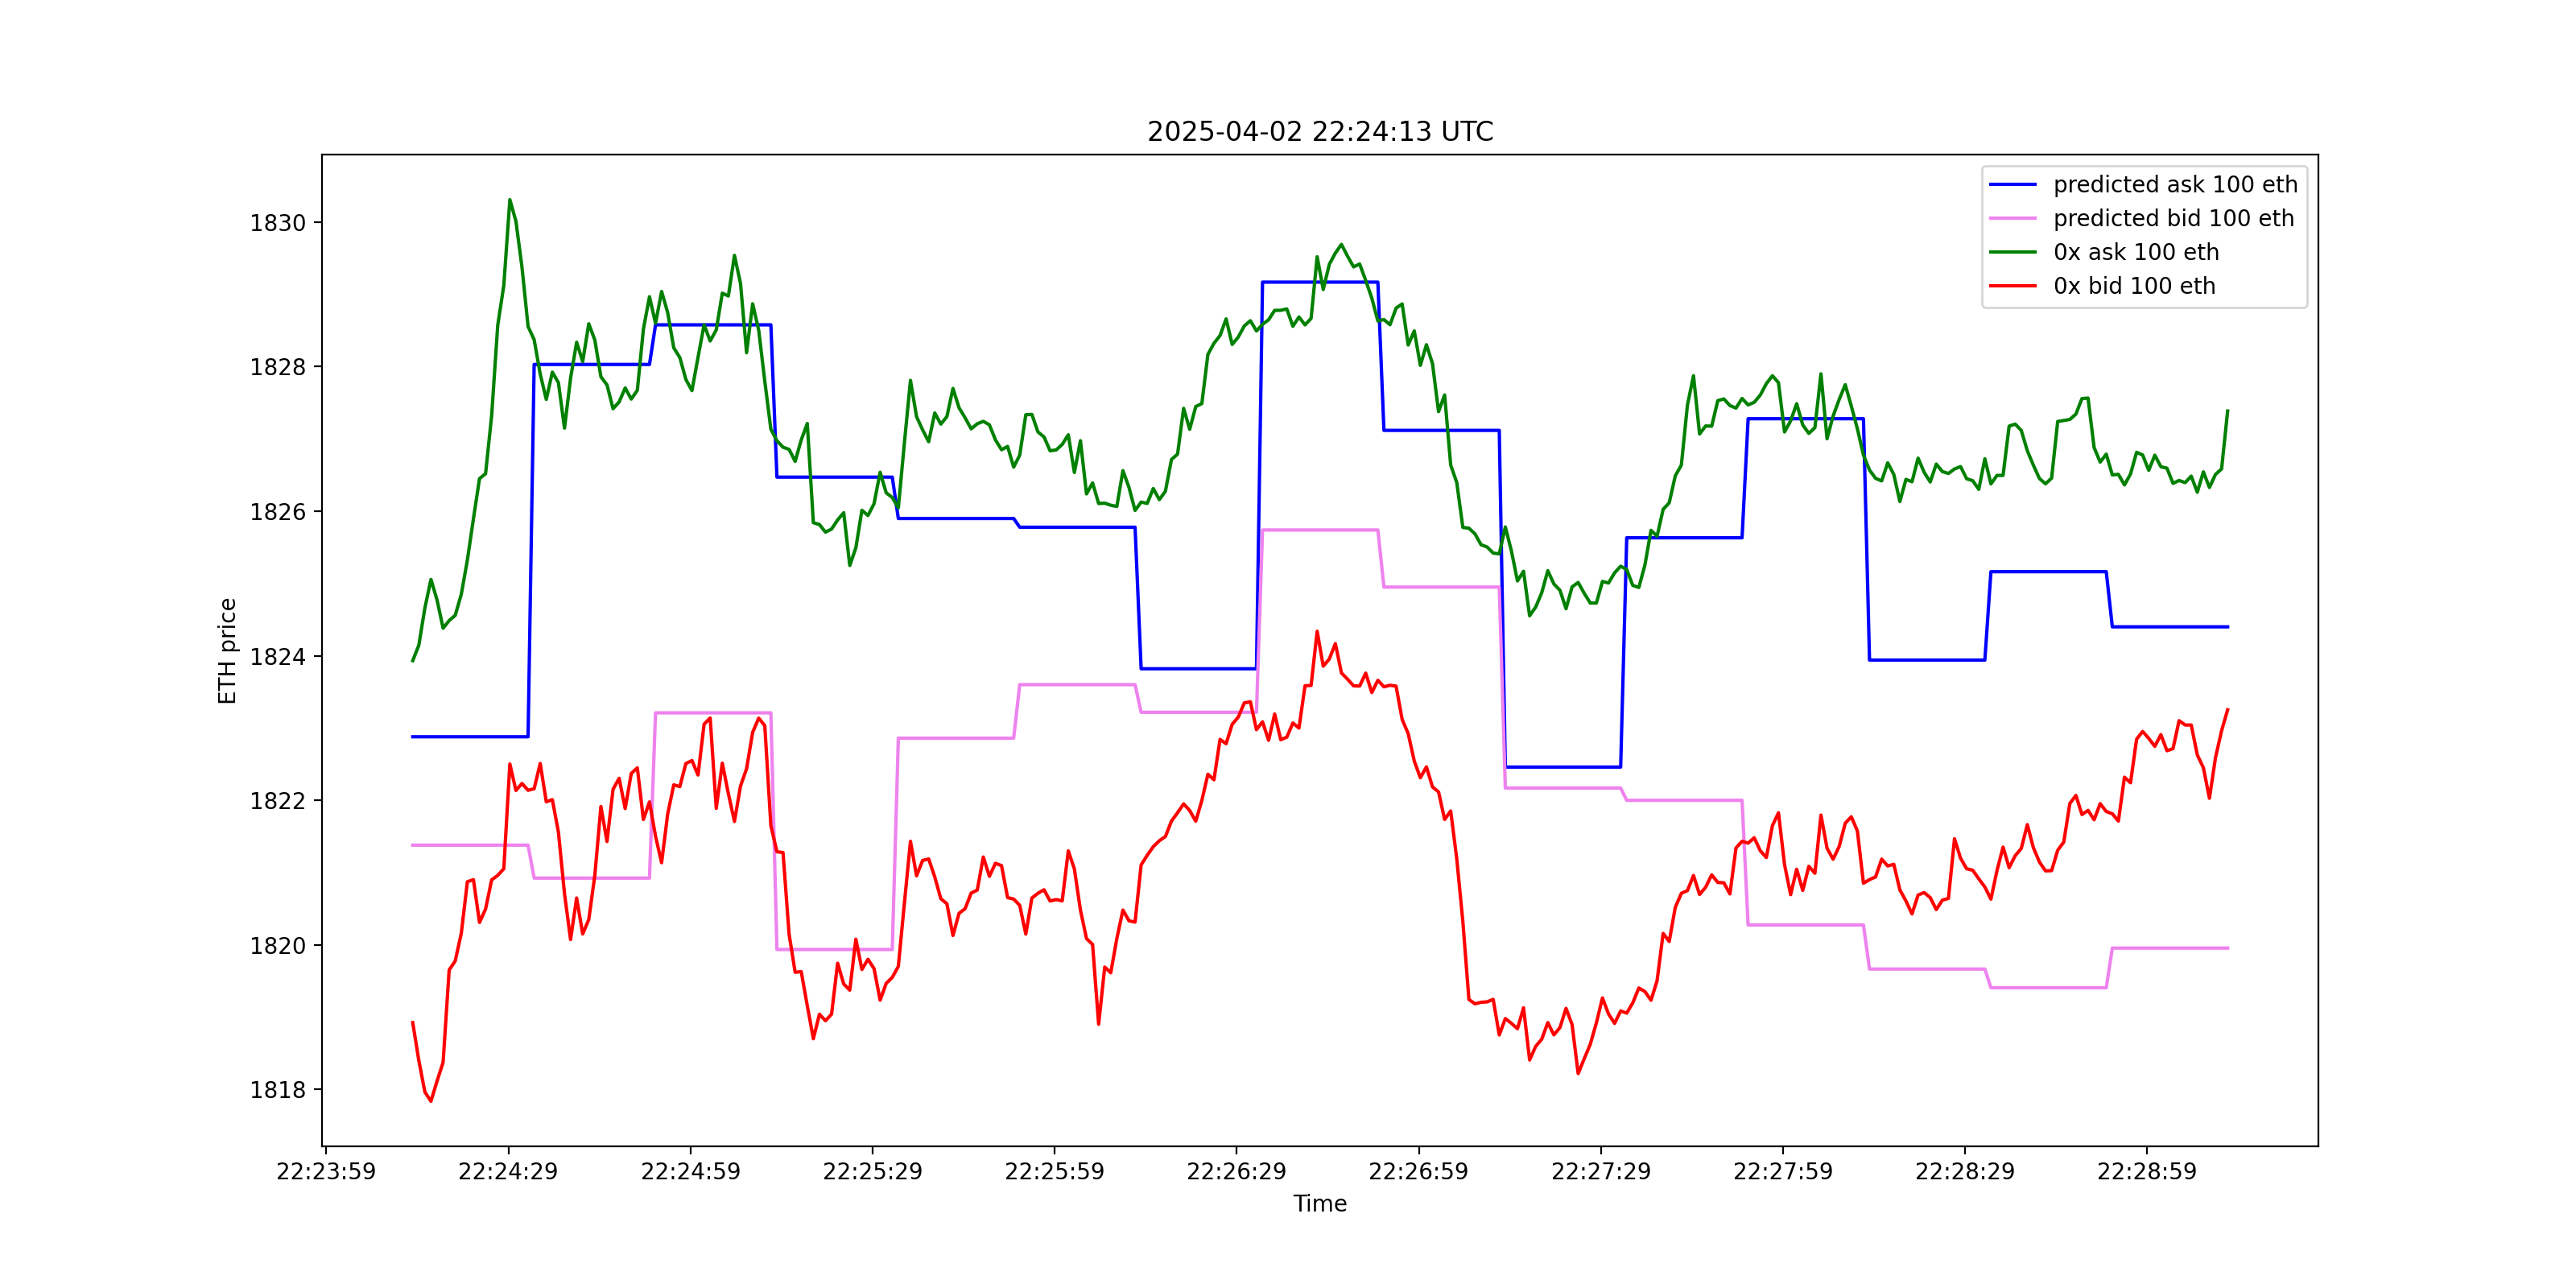 2025-04-02 22:24:13 UTC
predicted ask 100 eth
predicted bid 100 eth
0x ask 100 eth
0x bid 100 eth
1830
1828
1826
1824
1822
1820
1818
ETH price
22:23:59 22:24:29 22:24:59 22:25:29 22:25:59 22:26:29 22:26:59 22:27:29 22:27:59 22:28:29 22:28:59
Time